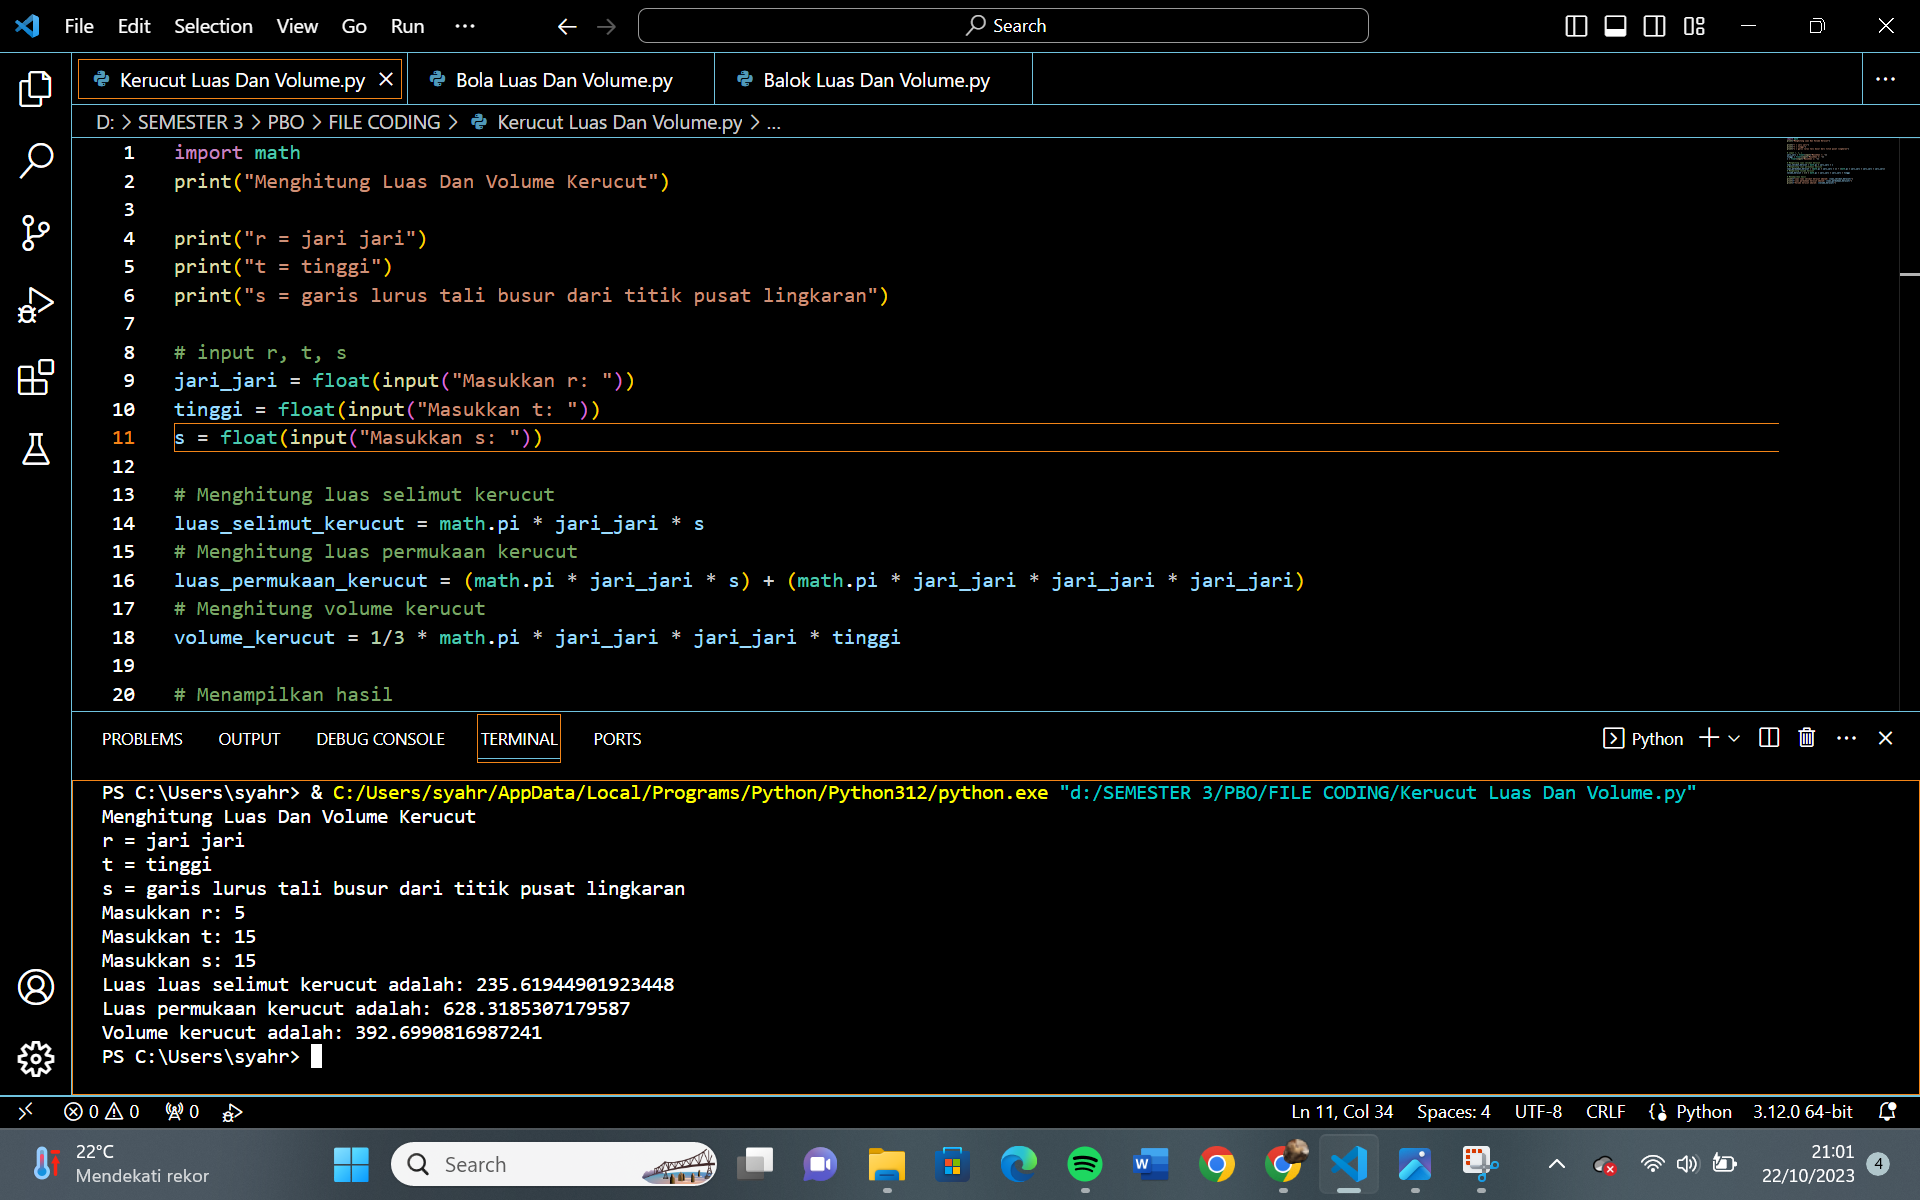 File Edit Selection View Go Run ··· Search
Kerucut Luas Dan Volume.py Bola Luas Dan Volume.py Balok Luas Dan Volume.py ···
D: > SEMESTER 3 > PBO > FILE CODING > Kerucut Luas Dan Volume.py > ...
1 import math
2 print("Menghitung Luas Dan Volume Kerucut")
3
4 print("r = jari jari")
5 print("t = tinggi")
6 print("s = garis lurus tali busur dari titik pusat lingkaran")
7
8 # input r, t, s
9 jari_jari = float(input("Masukkan r: "))
10 tinggi = float(input("Masukkan t: "))
11 s = float(input("Masukkan s: "))
12
13 # Menghitung luas selimut kerucut
14 luas_selimut_kerucut = math.pi * jari_jari * s
15 # Menghitung luas permukaan kerucut
16 luas_permukaan_kerucut = (math.pi * jari_jari * s) + (math.pi * jari_jari * jari_jari * jari_jari)
17 # Menghitung volume kerucut
18 volume_kerucut = 1/3 * math.pi * jari_jari * jari_jari * tinggi
19
20 # Menampilkan hasil
PROBLEMS OUTPUT DEBUG CONSOLE TERMINAL PORTS Python ···
PS C:\Users\syahr> & C:/Users/syahr/AppData/Local/Programs/Python/Python312/python.exe "d:/SEMESTER 3/PBO/FILE CODING/Kerucut Luas Dan Volume.py"
Menghitung Luas Dan Volume Kerucut
r = jari jari
t = tinggi
s = garis lurus tali busur dari titik pusat lingkaran
Masukkan r: 5
Masukkan t: 15
Masukkan s: 15
Luas luas selimut kerucut adalah: 235.61944901923448
Luas permukaan kerucut adalah: 628.3185307179587
Volume kerucut adalah: 392.6990816987241
PS C:\Users\syahr>
0 0 0 Ln 11, Col 34 Spaces: 4 UTF-8 CRLF Python 3.12.0 64-bit
22°C
Mendekati rekor
Search
21:01
22/10/2023
4